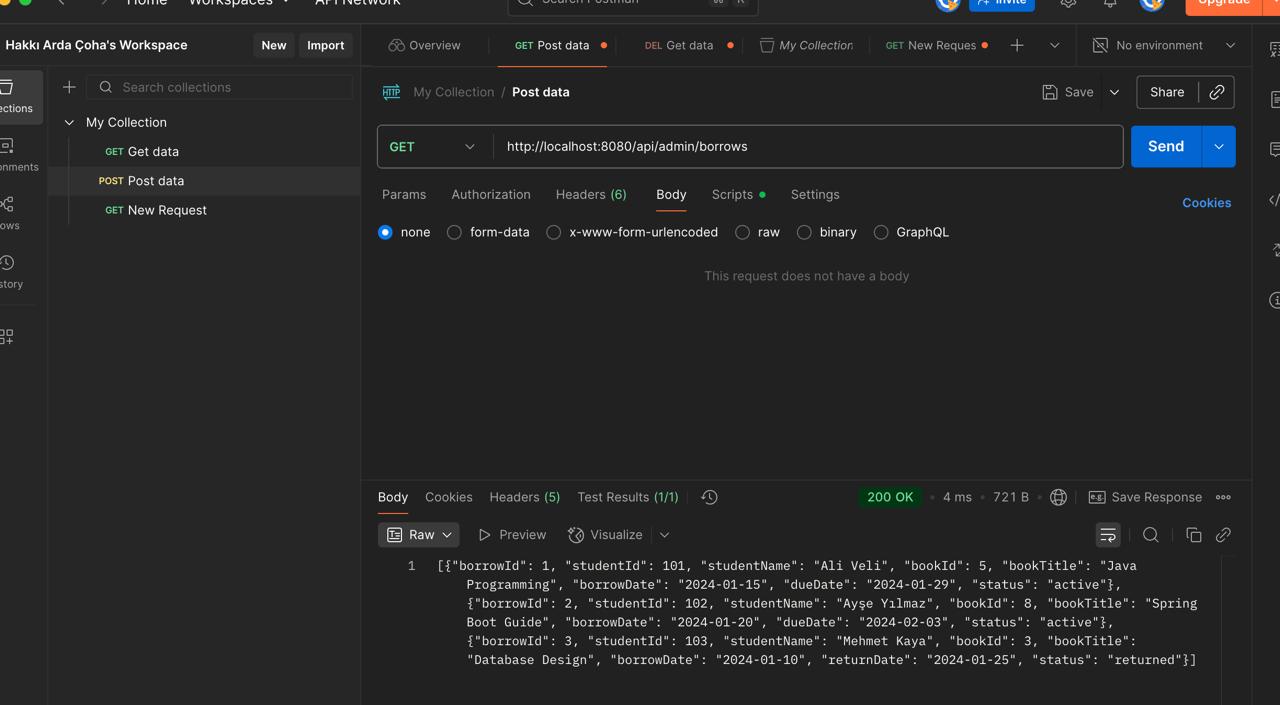 Home Workspaces API Network Search Postman K Invite Upgrade
Hakkı Arda Çoha's Workspace New Import Overview GET Post data DEL Get data My Collection GET New Reques No environment
Search collections
My Collection / Post data Save Share
My Collection
GET Get data
POST Post data
GET New Request
GET http://localhost:8080/api/admin/borrows Send
Params Authorization Headers (6) Body Scripts Settings Cookies
none form-data x-www-form-urlencoded raw binary GraphQL
This request does not have a body
ections
onments
ows
story
Body Cookies Headers (5) Test Results (1/1) 200 OK • 4 ms • 721 B • e.g. Save Response
Raw Preview Visualize
1 [{"borrowId": 1, "studentId": 101, "studentName": "Ali Veli", "bookId": 5, "bookTitle": "Java
Programming", "borrowDate": "2024-01-15", "dueDate": "2024-01-29", "status": "active"},
{"borrowId": 2, "studentId": 102, "studentName": "Ayşe Yılmaz", "bookId": 8, "bookTitle": "Spring
Boot Guide", "borrowDate": "2024-01-20", "dueDate": "2024-02-03", "status": "active"},
{"borrowId": 3, "studentId": 103, "studentName": "Mehmet Kaya", "bookId": 3, "bookTitle":
"Database Design", "borrowDate": "2024-01-10", "returnDate": "2024-01-25", "status": "returned"}]